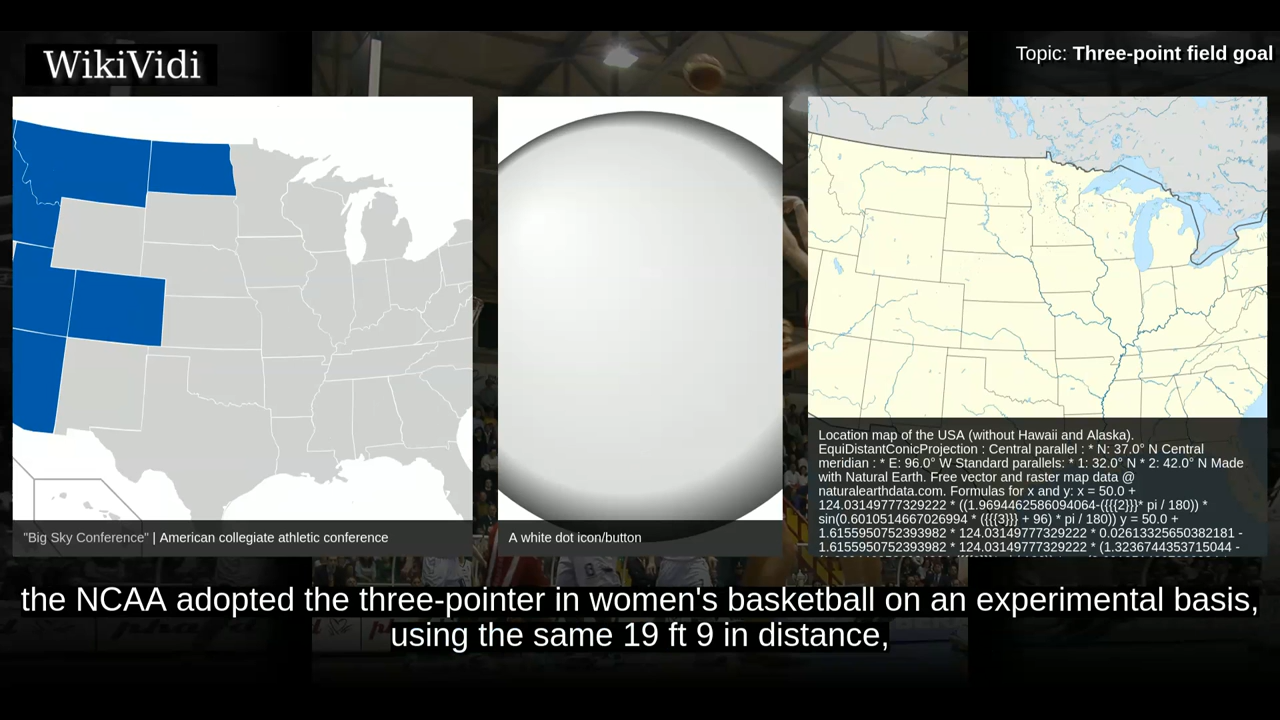 WikiVidi
Topic: Three-point field goal
"Big Sky Conference" | American collegiate athletic conference
A white dot icon/button
Location map of the USA (without Hawaii and Alaska).
EquiDistantConicProjection : Central parallel : * N: 37.0° N Central
meridian : * E: 96.0° W Standard parallels: * 1: 32.0° N * 2: 42.0° N Made
with Natural Earth. Free vector and raster map data @
naturalearthdata.com. Formulas for x and y: x = 50.0 +
124.03149777329222 * ((1.9694462586094064-({{{2}}}* pi / 180)) *
sin(0.6010514667026994 * ({{{3}}} + 96) * pi / 180)) y = 50.0 +
1.6155950752393982 * 124.03149777329222 * 0.02613325650382181 -
1.6155950752393982 * 124.03149777329222 * (1.3236744353715044 -
the NCAA adopted the three-pointer in women's basketball on an experimental basis,
using the same 19 ft 9 in distance,